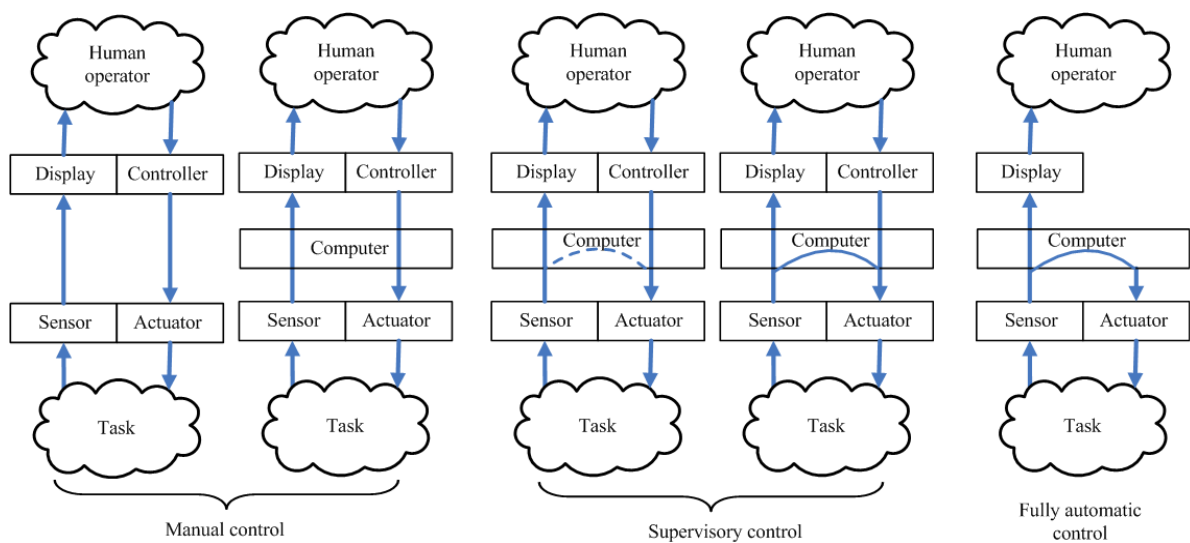 Human
operator
Human
operator
Human
operator
Human
operator
Human
operator
Display
Controller
Display
Controller
Display
Controller
Display
Controller
Display
Computer
Computer
Computer
Computer
Sensor
Actuator
Sensor
Actuator
Sensor
Actuator
Sensor
Actuator
Sensor
Actuator
Task
Task
Task
Task
Task
Manual control
Supervisory control
Fully automatic
control